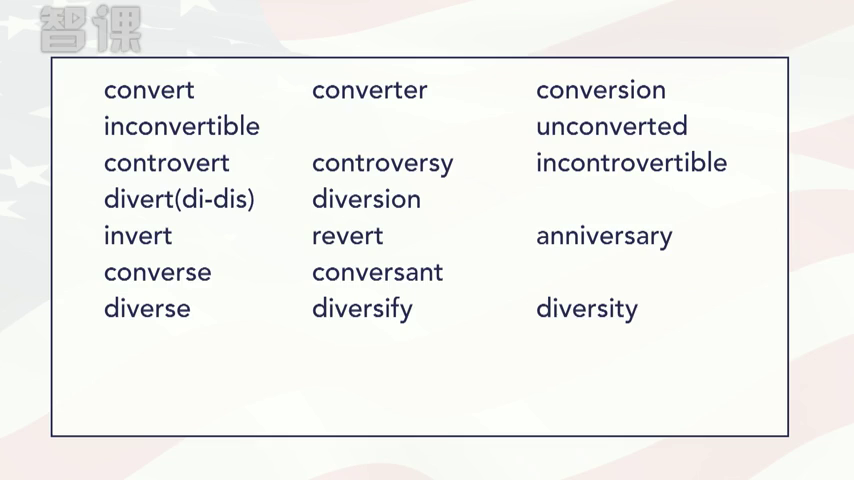 智课
convert converter conversion
inconvertible unconverted
controvert controversy incontrovertible
divert(di-dis) diversion
invert revert anniversary
converse conversant
diverse diversify diversity